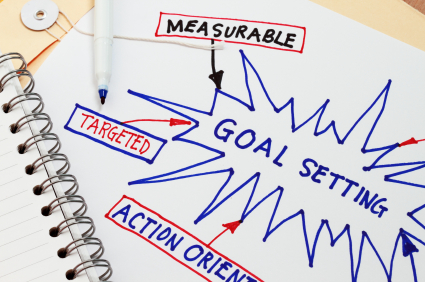 MEASURABLE
TARGETED
GOAL SETTING
ACTION ORIENT